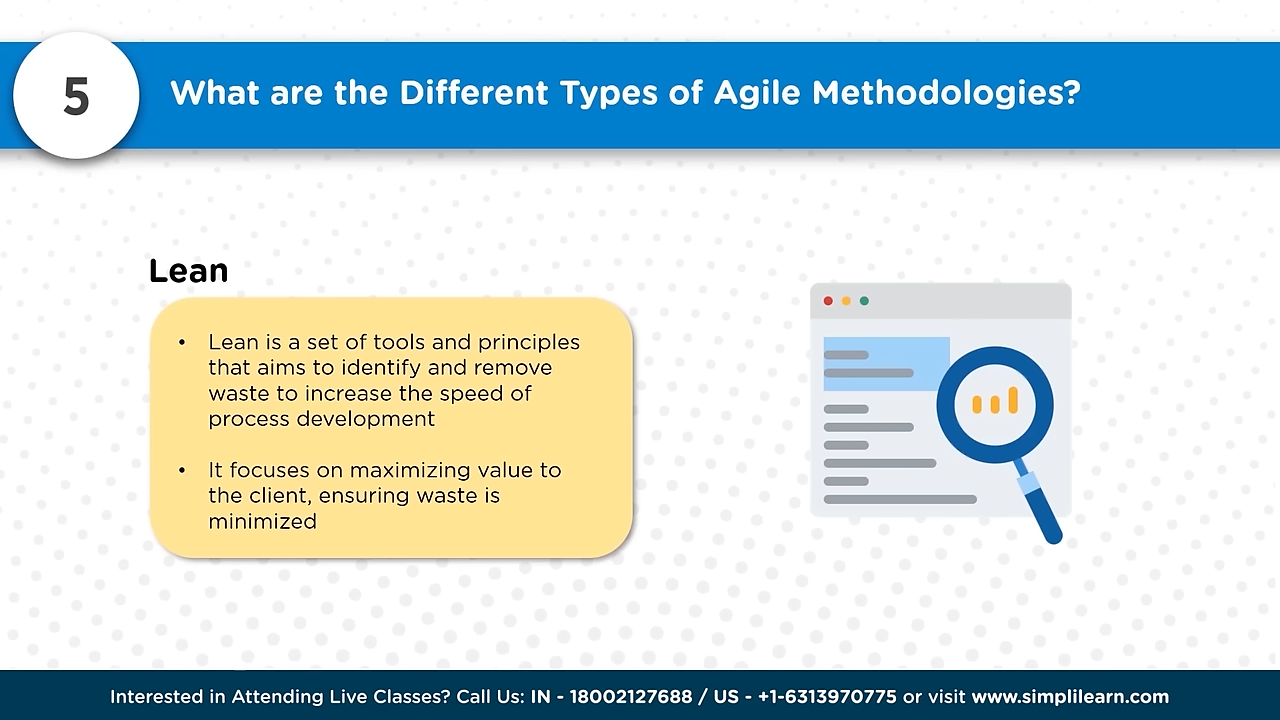 5
What are the Different Types of Agile Methodologies?
Lean
• Lean is a set of tools and principles
that aims to identify and remove
waste to increase the speed of
process development
• It focuses on maximizing value to
the client, ensuring waste is
minimized
Interested in Attending Live Classes? Call Us: IN - 18002127688 / US - +1-6313970775 or visit www.simplilearn.com